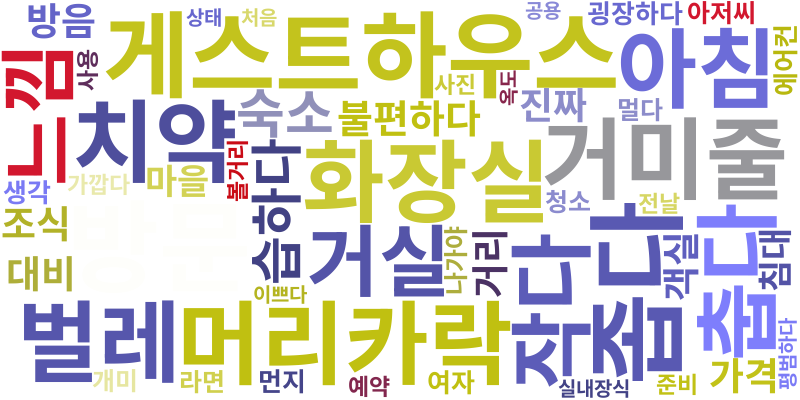 방음
상태
처음
공용
굉장하다
아저씨
게스트하우스
아침
느낌
사용
사진
욕도
에어컨
치약
숙소
불편하다
진짜
멀다
거미줄
화장실
볼거리
습하다
생각
가깝다
마을
청소
전날
조식
거실
나가야
거리
작다
좁다
객실
춥다
침대
대비
이쁘다
벌레
머리카락
개미
라면
먼지
예약
여자
실내장식
준비
가격
평범하다